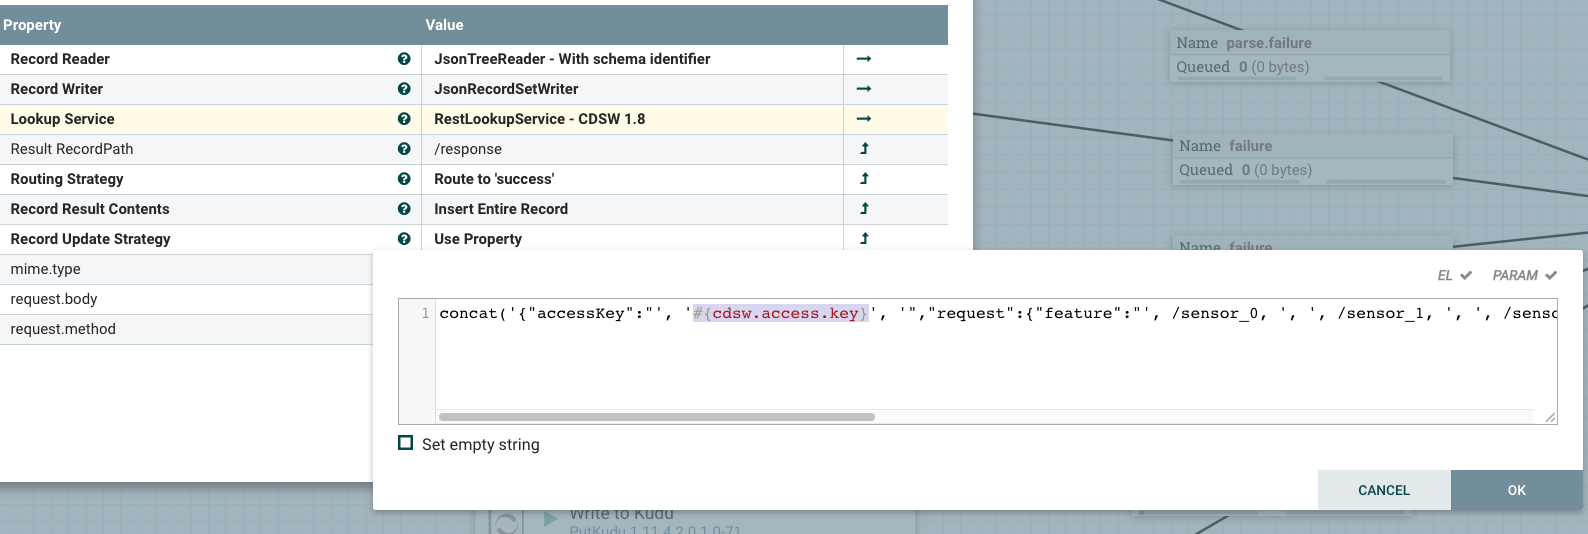 Property Value
Record Reader JsonTreeReader - With schema identifier
Record Writer JsonRecordSetWriter
Lookup Service RestLookupService - CDSW 1.8
Result RecordPath /response
Routing Strategy Route to 'success'
Record Result Contents Insert Entire Record
Record Update Strategy Use Property
mime.type
request.body
request.method
Name parse.failure
Queued 0 (0 bytes)
Name failure
Queued 0 (0 bytes)
Name failure
EL PARAM
1 concat('{"accessKey":"', '#{cdsw.access.key}', '","request":{"feature":"', /sensor_0, ', ', /sensor_1, ', ', /senso
Set empty string
CANCEL OK
Write to Kudu
PutKudu 1.11.4.2.0.1.0-71